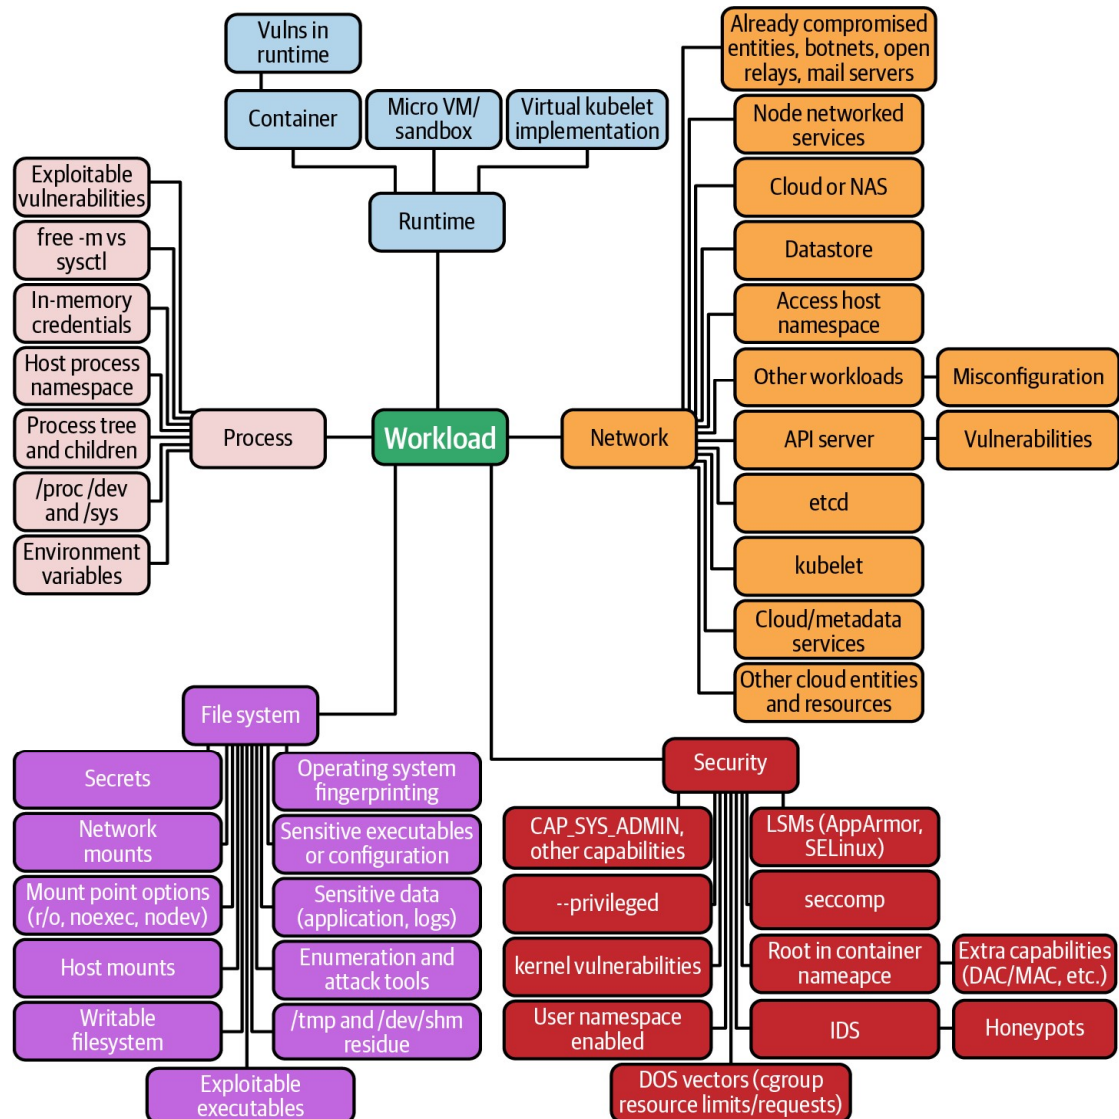 Vulns in
runtime
Container
Micro VM/
sandbox
Virtual kubelet
implementation
Runtime
Exploitable
vulnerabilities
free -m vs
sysctl
In-memory
credentials
Host process
namespace
Process tree
and children
/proc /dev
and /sys
Environment
variables
Process
Workload
Network
Already compromised
entities, botnets, open
relays, mail servers
Node networked
services
Cloud or NAS
Datastore
Access host
namespace
Other workloads
Misconfiguration
API server
Vulnerabilities
etcd
kubelet
Cloud/metadata
services
Other cloud entities
and resources
File system
Secrets
Network
mounts
Mount point options
(r/o, noexec, nodev)
Host mounts
Writable
filesystem
Operating system
fingerprinting
Sensitive executables
or configuration
Sensitive data
(application, logs)
Enumeration and
attack tools
/tmp and /dev/shm
residue
Exploitable
executables
Security
CAP_SYS_ADMIN,
other capabilities
--privileged
kernel vulnerabilities
User namespace
enabled
LSMs (AppArmor,
SELinux)
seccomp
Root in container
nameapce
Extra capabilities
(DAC/MAC, etc.)
IDS
Honeypots
DOS vectors (cgroup
resource limits/requests)